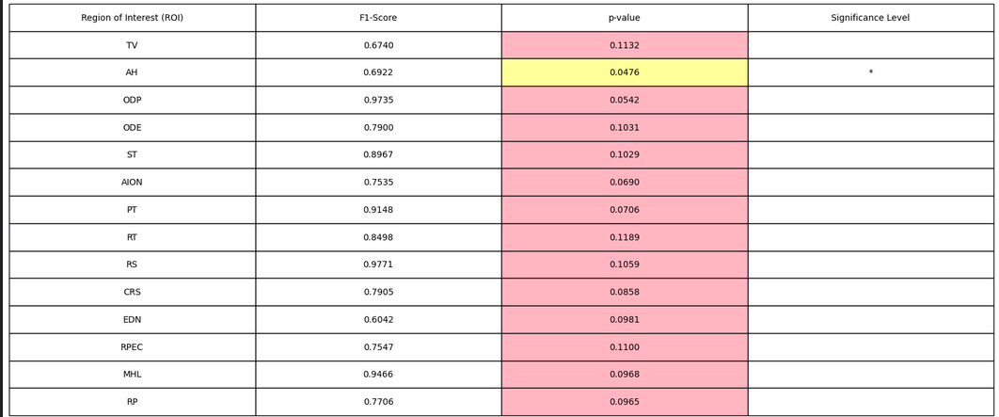 Region of Interest (ROI) F1-Score p-value Significance Level
TV 0.6740 0.1132
AH 0.6922 0.0476 *
ODP 0.9735 0.0542
ODE 0.7900 0.1031
ST 0.8967 0.1029
AION 0.7535 0.0690
PT 0.9148 0.0706
RT 0.8498 0.1189
RS 0.9771 0.1059
CRS 0.7905 0.0858
EDN 0.6042 0.0981
RPEC 0.7547 0.1100
MHL 0.9466 0.0968
RP 0.7706 0.0965